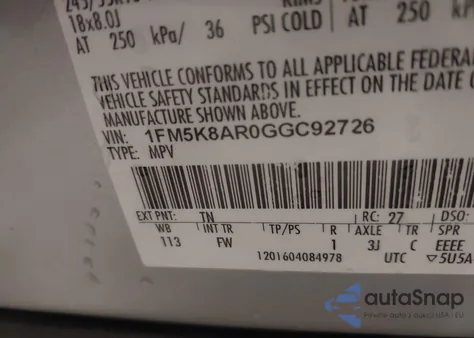 18x8.0J
AT 250 kPa/ 36 PSI COLD AT 250 kP
THIS VEHICLE CONFORMS TO ALL APPLICABLE FEDERAL
VEHICLE SAFETY STANDARDS IN EFFECT ON THE DATE
MANUFACTURE SHOWN ABOVE.
VIN: 1FM5K8AR0GGC92726
TYPE: MPV
EXT PNT: TN RC: 27 DSO:
WB INT TR TP/PS R AXLE TR SPR
113 FW 1 3J C EEEE
1201604084978 UTC ▽5U5A
autoSnap